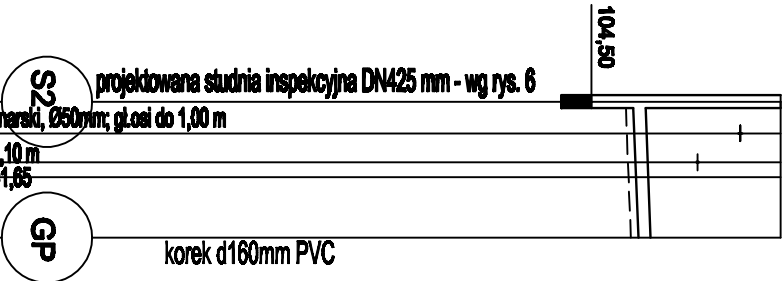 104,50
S2
projektowana studnia inspekcyjna DN425 mm - wg rys. 6
narski, Ø50mm; gł.osi do 1,00 m
,10 m
1,65
GP
korek d160mm PVC